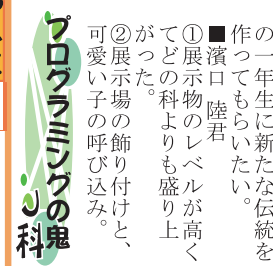 の一年生に新たな伝統を
作ってもらいたい。
■濱口 陸君
①展示物のレベルが高く
てどの科よりも盛り上
がった。
②展示場の飾り付けと、
可愛い子の呼び込み。
プログラミングの鬼
科